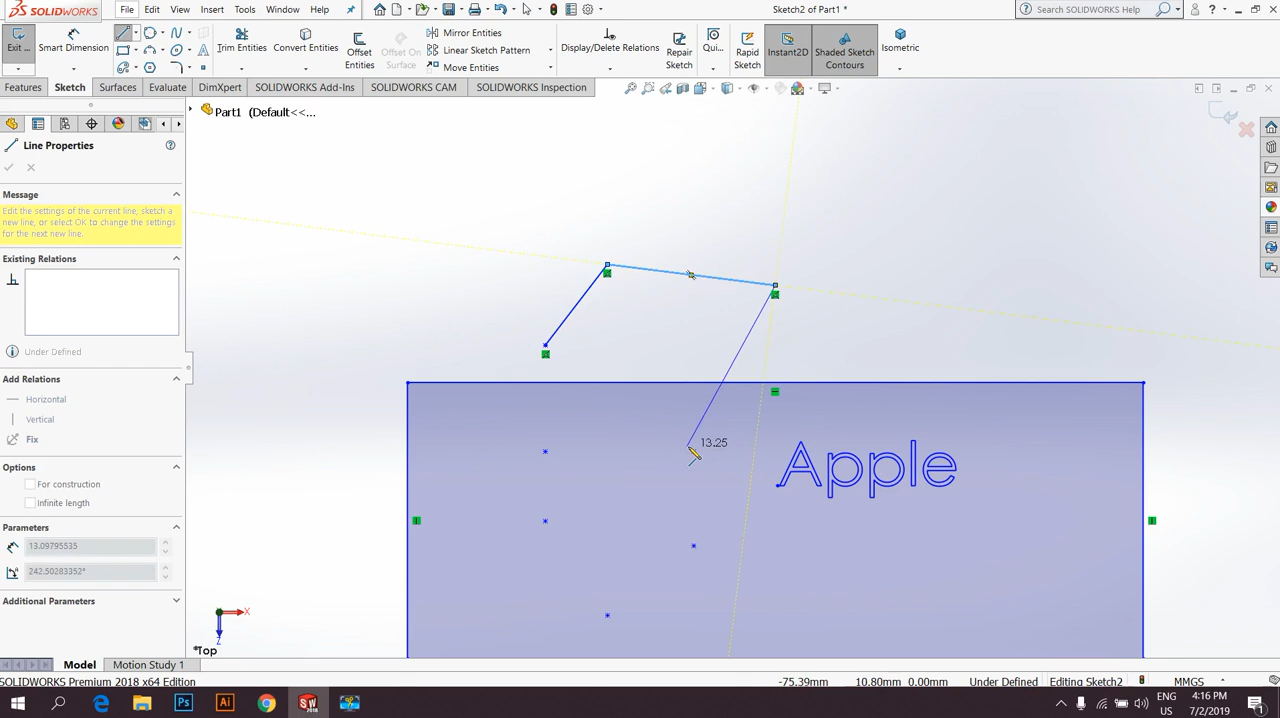 SOLIDWORKS
File
Edit
View
Insert
Tools
Window
Help
Sketch2 of Part1 *
Search SOLIDWORKS Help
Exit ...
Smart Dimension
Trim Entities
Convert Entities
Offset
Entities
Offset On
Surface
Mirror Entities
Linear Sketch Pattern
Move Entities
Display/Delete Relations
Repair
Sketch
Qui...
Rapid
Sketch
Instant2D
Shaded Sketch
Contours
Isometric
Features
Sketch
Surfaces
Evaluate
DimXpert
SOLIDWORKS Add-Ins
SOLIDWORKS CAM
SOLIDWORKS Inspection
Part1 (Default<<...
Line Properties
Message
Edit the settings of the current line, sketch a
new line, or select OK to change the settings
for the next new line.
Existing Relations
Under Defined
Add Relations
Horizontal
Vertical
Fix
Options
For construction
Infinite length
Parameters
13.09795535
242.50283352°
Additional Parameters
13.25
Apple
X
Z
*Top
Model
Motion Study 1
SOLIDWORKS Premium 2018 x64 Edition
-75.39mm
10.80mm
0.00mm
Under Defined
Editing Sketch2
MMGS
Ps
Ai
SW
2018
ENG
US
4:16 PM
7/2/2019
1